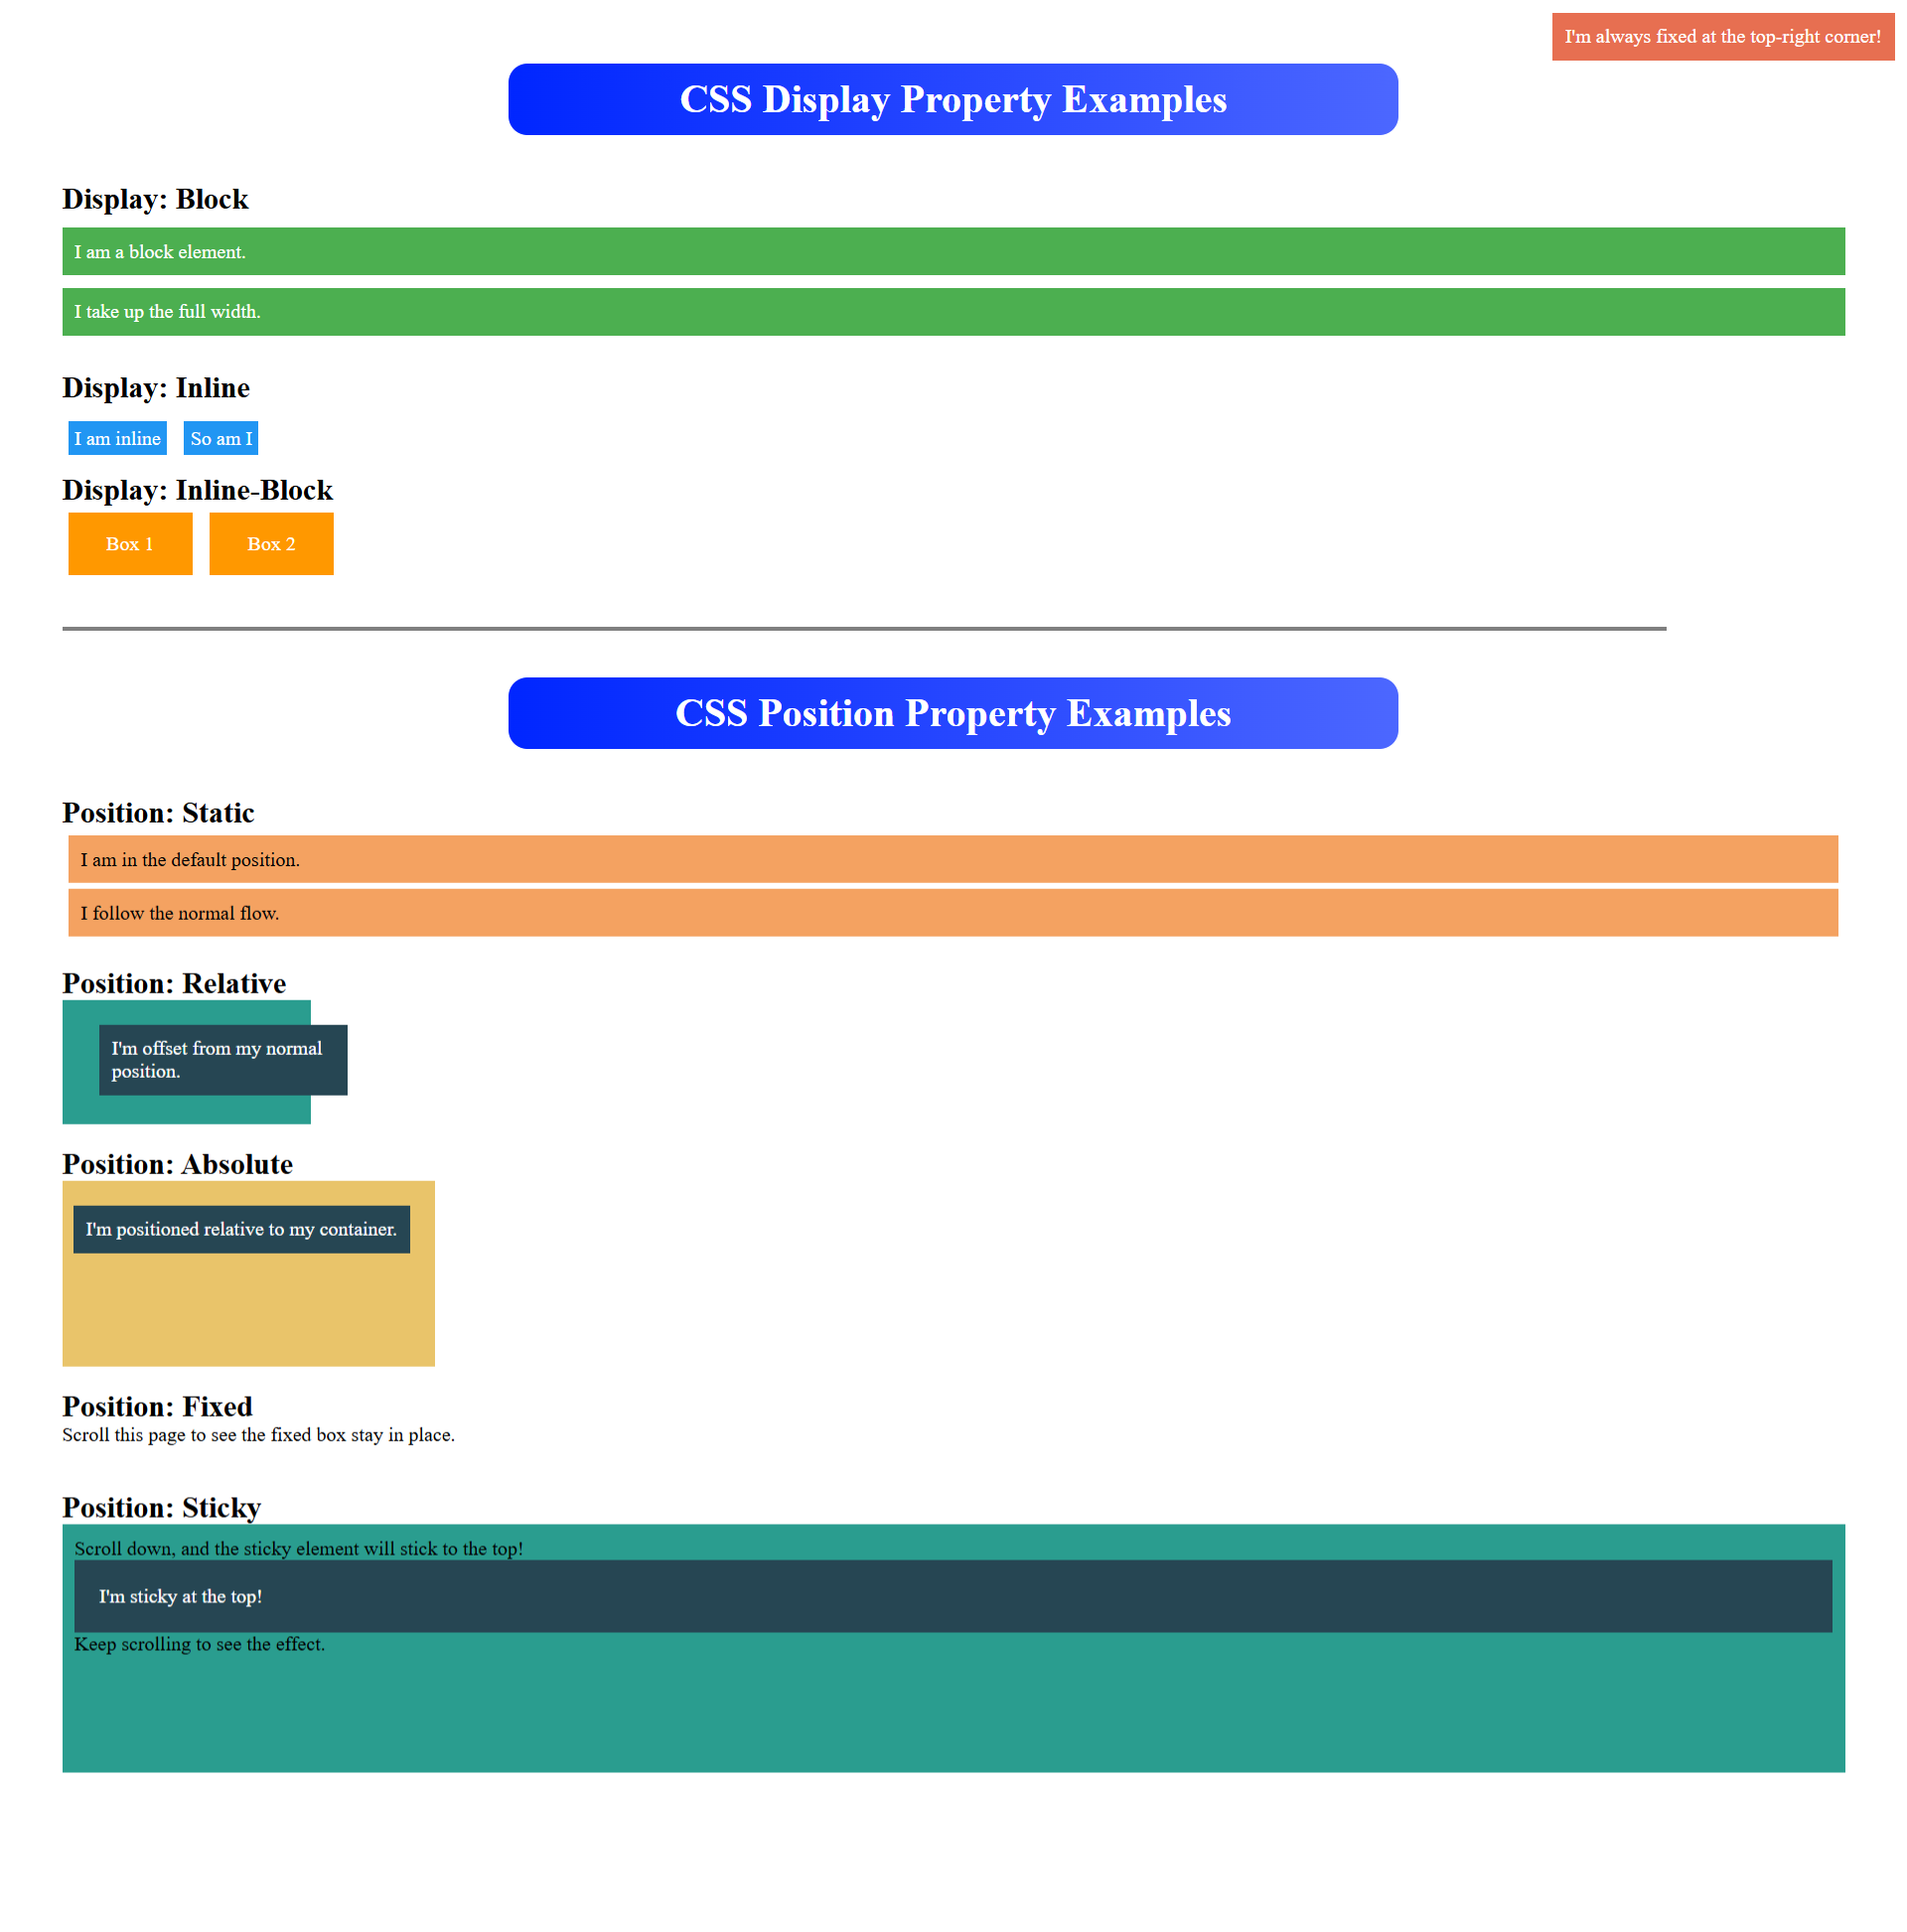 I'm always fixed at the top-right corner!
CSS Display Property Examples
Display: Block
I am a block element.
I take up the full width.
Display: Inline
I am inline So am I
Display: Inline-Block
Box 1 Box 2
CSS Position Property Examples
Position: Static
I am in the default position.
I follow the normal flow.
Position: Relative
I'm offset from my normal
position.
Position: Absolute
I'm positioned relative to my container.
Position: Fixed
Scroll this page to see the fixed box stay in place.
Position: Sticky
Scroll down, and the sticky element will stick to the top!
I'm sticky at the top!
Keep scrolling to see the effect.